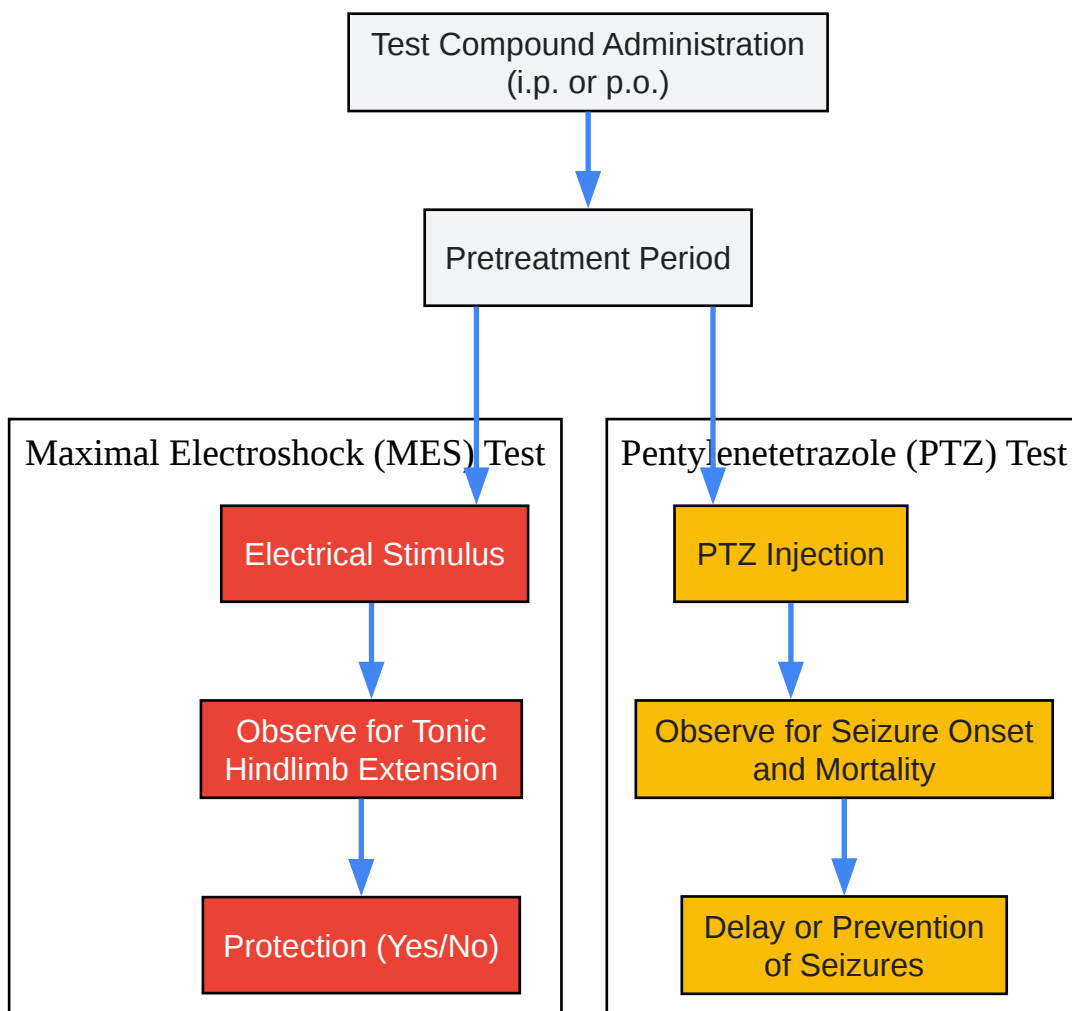 Test Compound Administration
(i.p. or p.o.)
Pretreatment Period
Maximal Electroshock (MES) Test
Electrical Stimulus
Observe for Tonic
Hindlimb Extension
Protection (Yes/No)
Pentylenetetrazole (PTZ) Test
PTZ Injection
Observe for Seizure Onset
and Mortality
Delay or Prevention
of Seizures